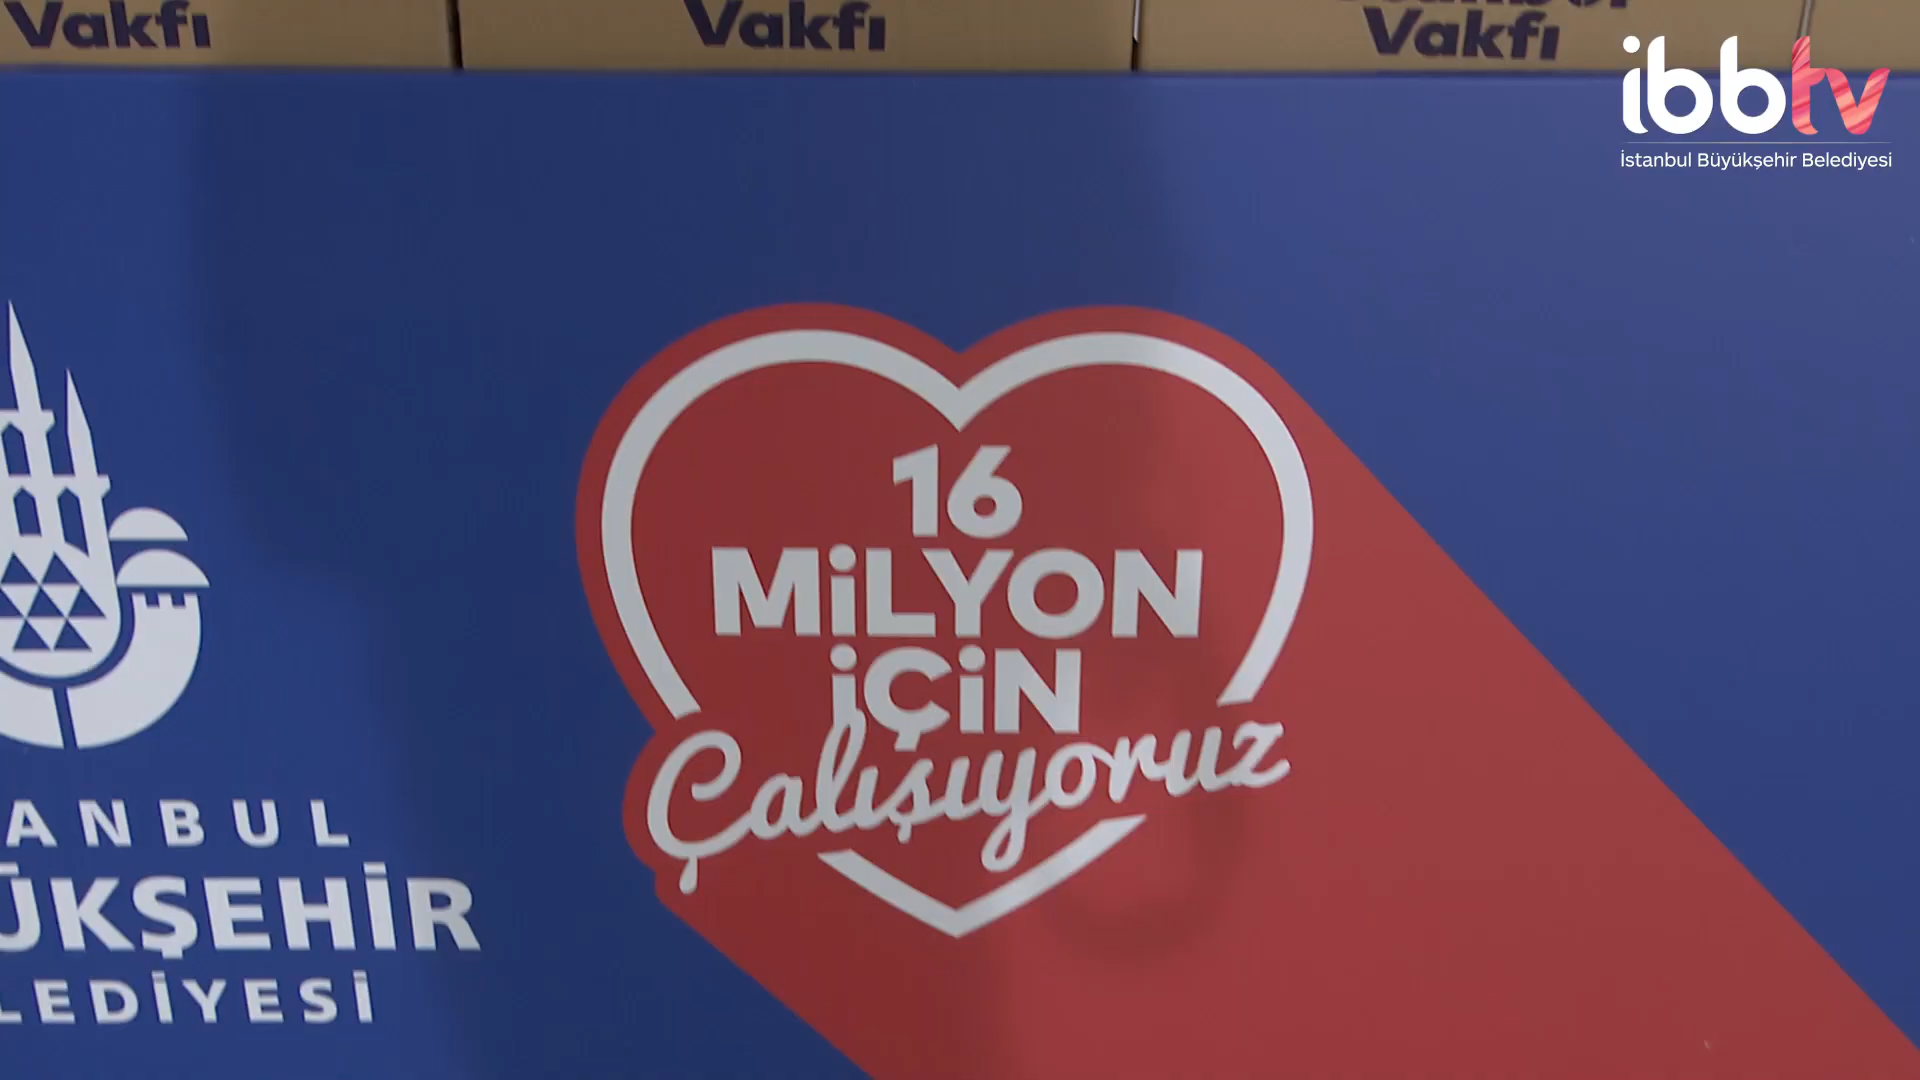 Vakfı
Vakfı
Vakfı
ibbtv
İstanbul Büyükşehir Belediyesi
16
MİLYON
İÇİN
Çalışıyoruz
ANBUL
ÜKŞEHİR
LEDİYESİ